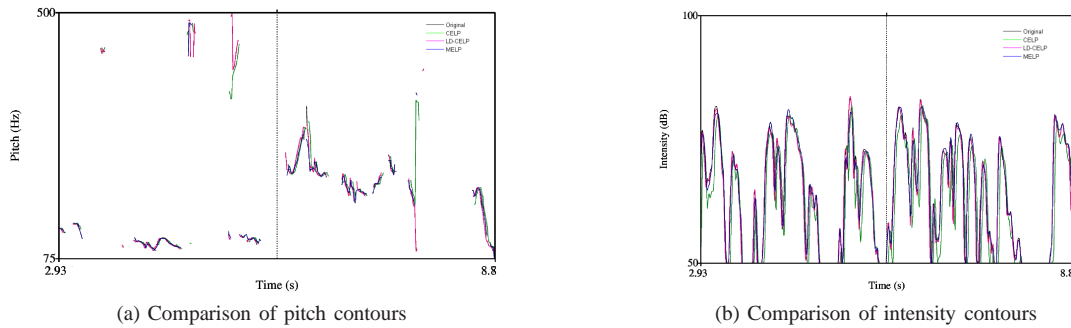 500
Original
CELP
LD-CELP
MELP
Pitch (Hz)
75
2.93
8.8
Time (s)
(a) Comparison of pitch contours
100
Original
CELP
LD-CELP
MELP
Intensity (dB)
50
2.93
8.8
Time (s)
(b) Comparison of intensity contours